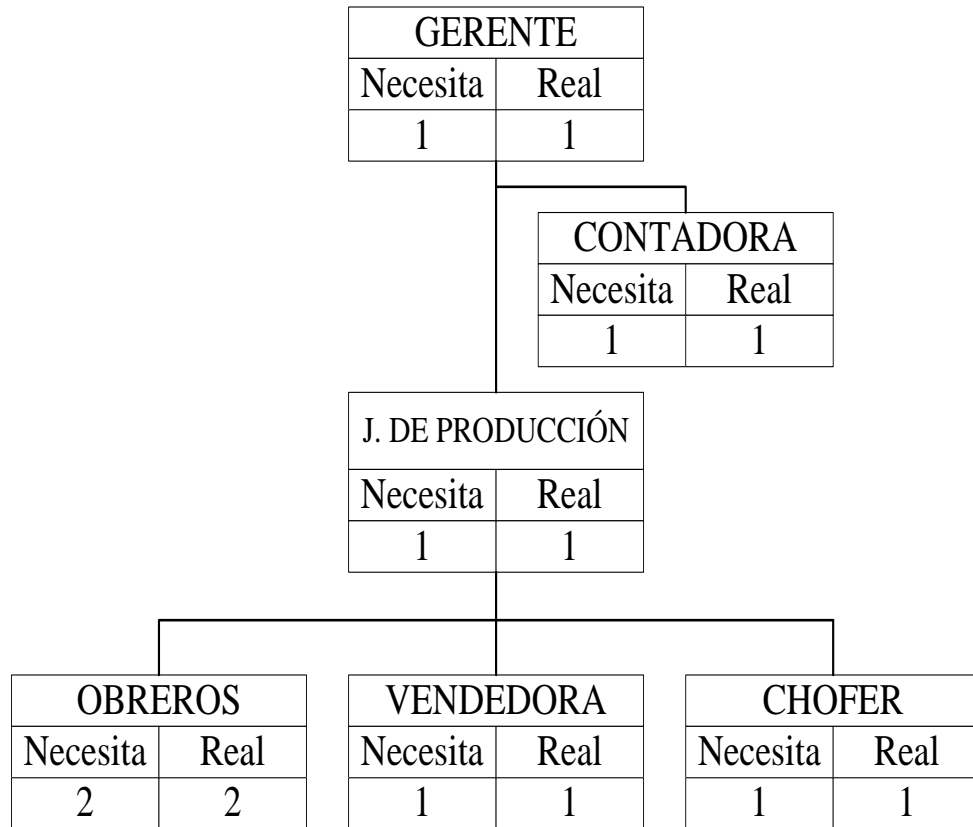 GERENTE
Necesita Real
1 1
CONTADORA
Necesita Real
1 1
J. DE PRODUCCIÓN
Necesita Real
1 1
OBREROS
Necesita Real
2 2
VENDEDORA
Necesita Real
1 1
CHOFER
Necesita Real
1 1